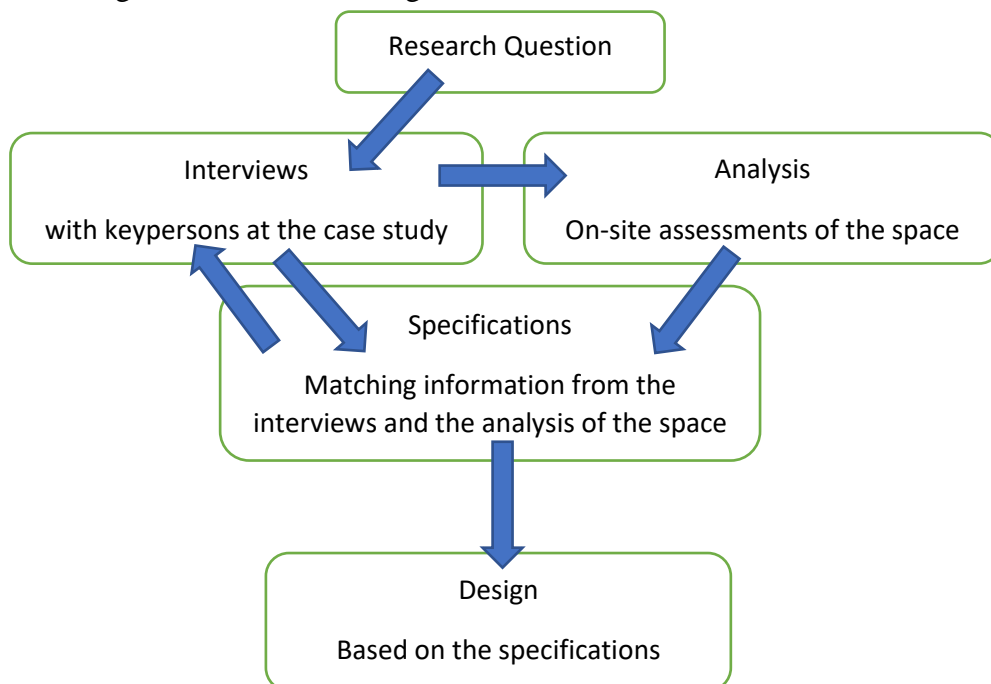 Research Question
Interviews
with keypersons at the case study
Analysis
On-site assessments of the space
Specifications
Matching information from the
interviews and the analysis of the space
Design
Based on the specifications